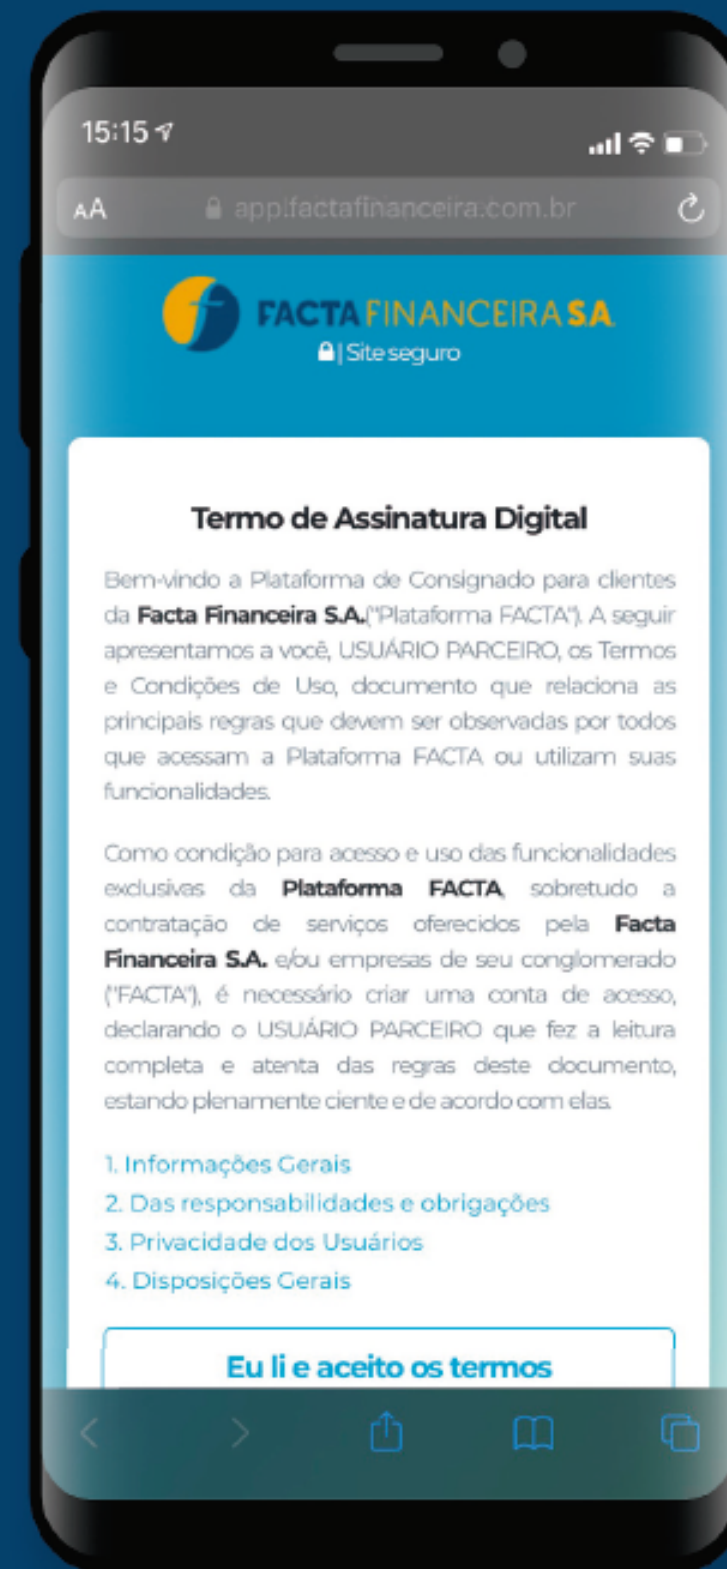 15:15
AA app.factafinanceira.com.br
FACTA FINANCEIRA S.A.
| Site seguro
Termo de Assinatura Digital
Bem-vindo a Plataforma de Consignado para clientes
da Facta Financeira S.A.("Plataforma FACTA"). A seguir
apresentamos a você, USUÁRIO PARCEIRO, os Termos
e Condições de Uso, documento que relaciona as
principais regras que devem ser observadas por todos
que acessam a Plataforma FACTA ou utilizam suas
funcionalidades.
Como condição para acesso e uso das funcionalidades
exclusivas da Plataforma FACTA, sobretudo a
contratação de serviços oferecidos pela Facta
Financeira S.A. e/ou empresas de seu conglomerado
("FACTA"), é necessário criar uma conta de acesso,
declarando o USUÁRIO PARCEIRO que fez a leitura
completa e atenta das regras deste documento,
estando plenamente ciente e de acordo com elas.
1. Informações Gerais
2. Das responsabilidades e obrigações
3. Privacidade dos Usuários
4. Disposições Gerais
Eu li e aceito os termos